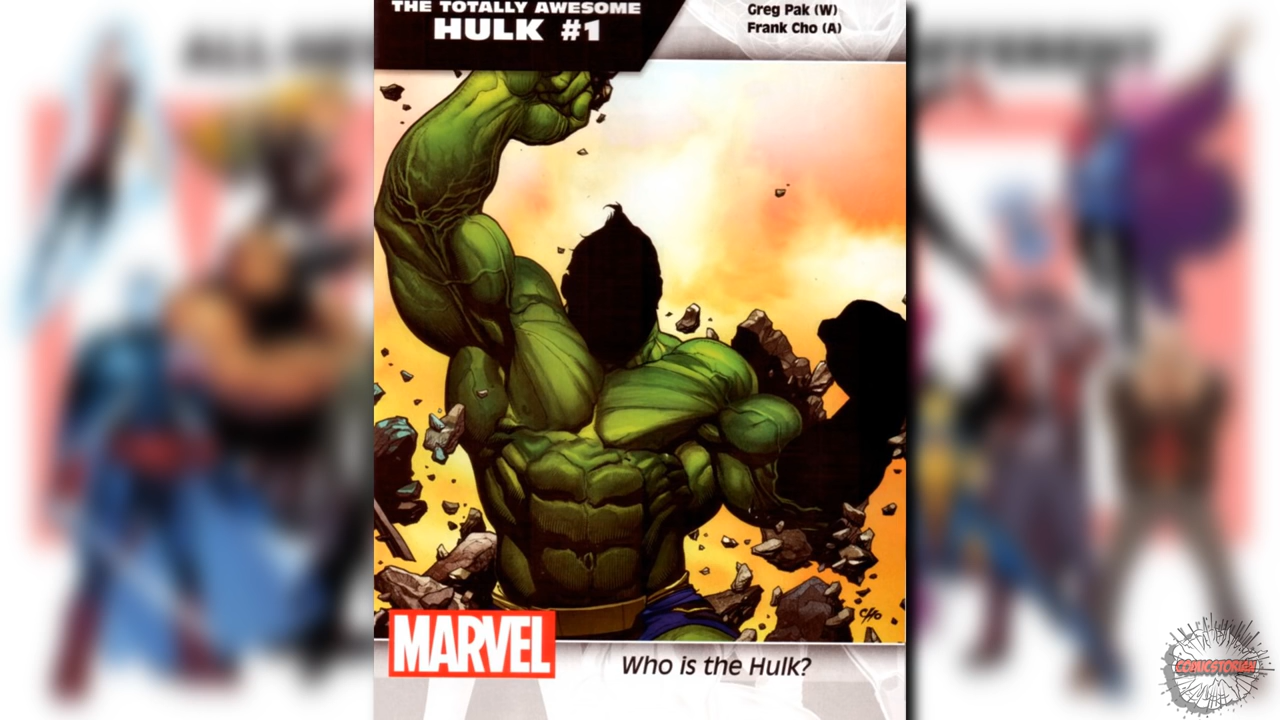 THE TOTALLY AWESOME
HULK #1
Greg Pak (W)
Frank Cho (A)
CHO
MARVEL
Who is the Hulk?
COMICSTORIAN